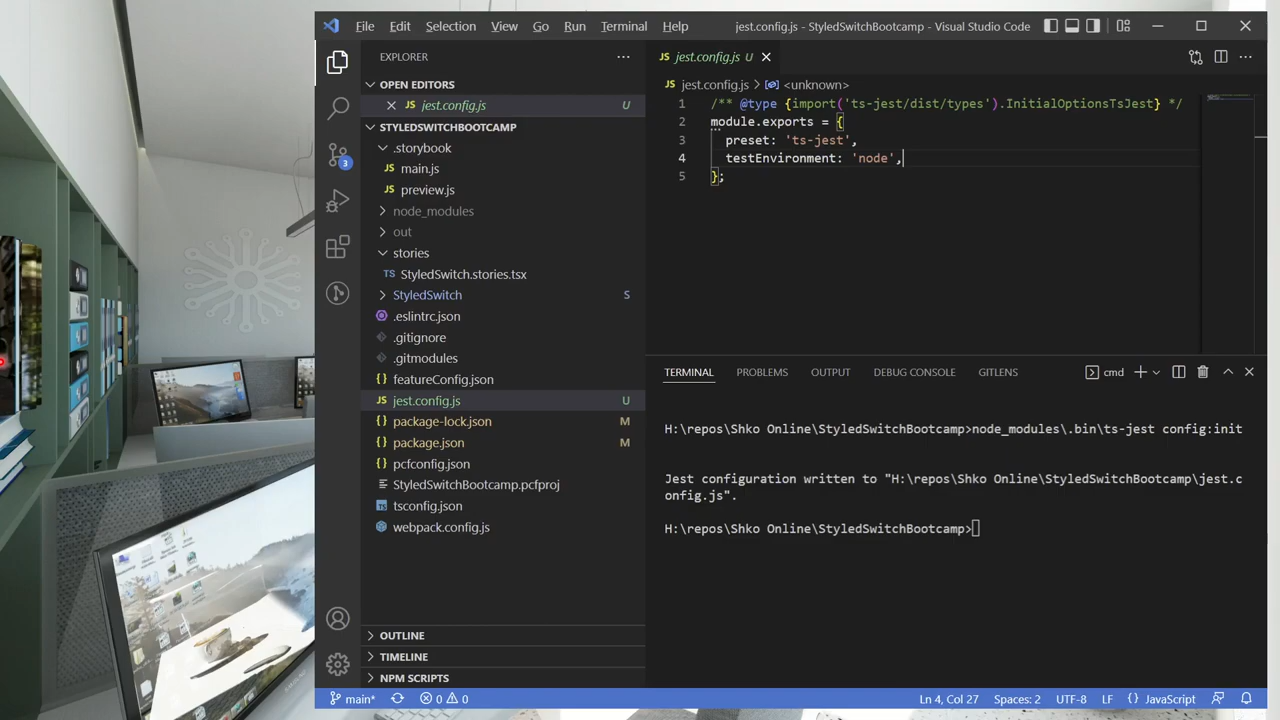 File Edit Selection View Go Run Terminal Help jest.config.js - StyledSwitchBootcamp - Visual Studio Code
EXPLORER
OPEN EDITORS
jest.config.js U
STYLEDSWITCHBOOTCAMP
.storybook
main.js
preview.js
node_modules
out
stories
TS StyledSwitch.stories.tsx
StyledSwitch S
.eslintrc.json
.gitignore
.gitmodules
{} featureConfig.json
JS jest.config.js U
{} package-lock.json M
{} package.json M
{} pcfconfig.json
StyledSwitchBootcamp.pcfproj
tsconfig.json
webpack.config.js
OUTLINE
TIMELINE
NPM SCRIPTS
3
JS jest.config.js U
JS jest.config.js > <unknown>
1 /** @type {import('ts-jest/dist/types').InitialOptionsTsJest} */
2 module.exports = {
3 preset: 'ts-jest',
4 testEnvironment: 'node',
5 };
TERMINAL PROBLEMS OUTPUT DEBUG CONSOLE GITLENS cmd
H:\repos\Shko Online\StyledSwitchBootcamp>node_modules\.bin\ts-jest config:init
Jest configuration written to "H:\repos\Shko Online\StyledSwitchBootcamp\jest.c
onfig.js".
H:\repos\Shko Online\StyledSwitchBootcamp>
main* 0 0 Ln 4, Col 27 Spaces: 2 UTF-8 LF {} JavaScript